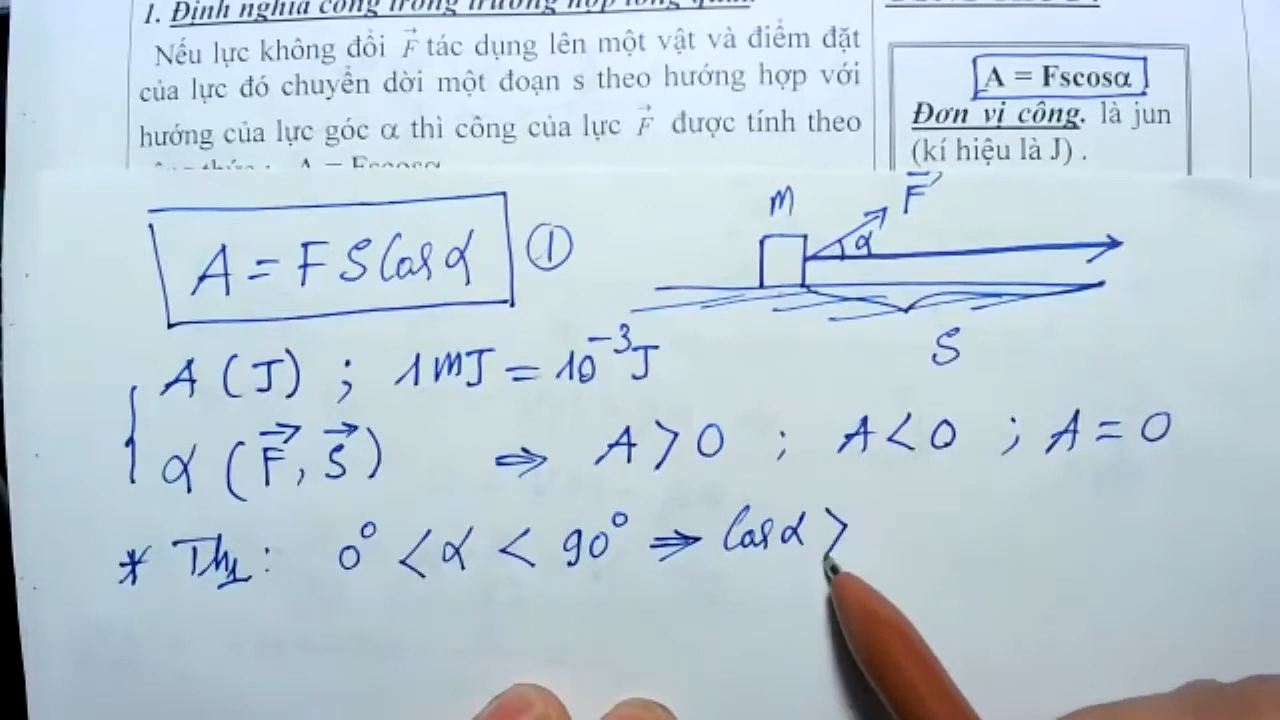 1. Định nghĩa công trong trường hợp tổng quát.
Nếu lực không đổi F⃗ tác dụng lên một vật và điểm đặt
của lực đó chuyển dời một đoạn s theo hướng hợp với
hướng của lực góc α thì công của lực F⃗ được tính theo
A = Fscosα
A = Fscosα
Đơn vị công. là jun
(kí hiệu là J) .
A = F S Cosα ①
m
F⃗
α
S
A (J) ; 1mJ = 10⁻³J
α (F⃗, S⃗) ⇒ A > 0 ; A < 0 ; A = 0
* Th₁ : 0° < α < 90° ⇒ Cosα >